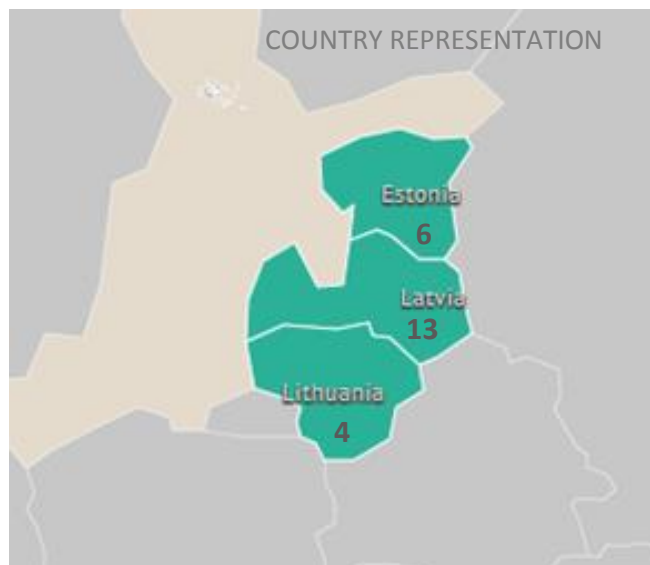 COUNTRY REPRESENTATION
Estonia
6
Latvia
13
Lithuania
4